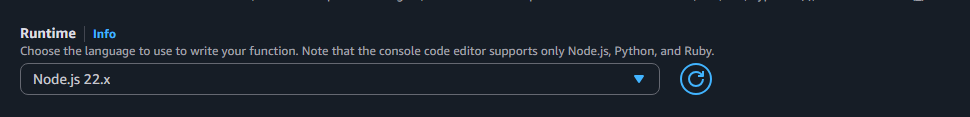 Runtime Info
Choose the language to use to write your function. Note that the console code editor supports only Node.js, Python, and Ruby.
Node.js 22.x